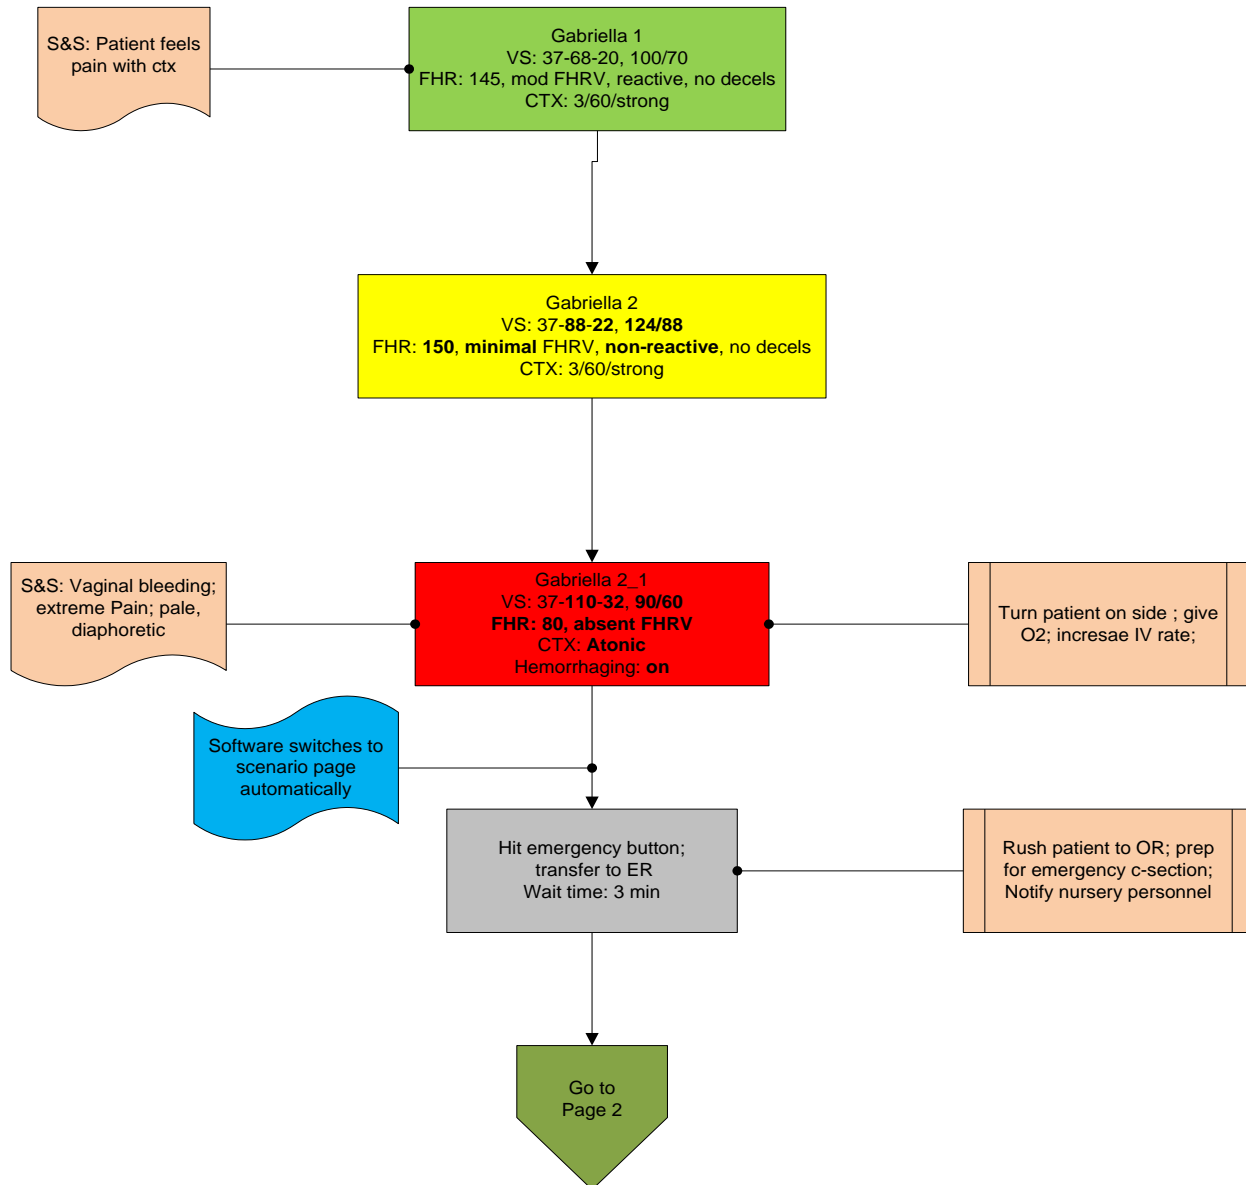 S&S: Patient feels
pain with ctx
Gabriella 1
VS: 37-68-20, 100/70
FHR: 145, mod FHRV, reactive, no decels
CTX: 3/60/strong
Gabriella 2
VS: 37-88-22, 124/88
FHR: 150, minimal FHRV, non-reactive, no decels
CTX: 3/60/strong
S&S: Vaginal bleeding;
extreme Pain; pale,
diaphoretic
Gabriella 2_1
VS: 37-110-32, 90/60
FHR: 80, absent FHRV
CTX: Atonic
Hemorrhaging: on
Turn patient on side ; give
O2; incresae IV rate;
Software switches to
scenario page
automatically
Hit emergency button;
transfer to ER
Wait time: 3 min
Rush patient to OR; prep
for emergency c-section;
Notify nursery personnel
Go to
Page 2